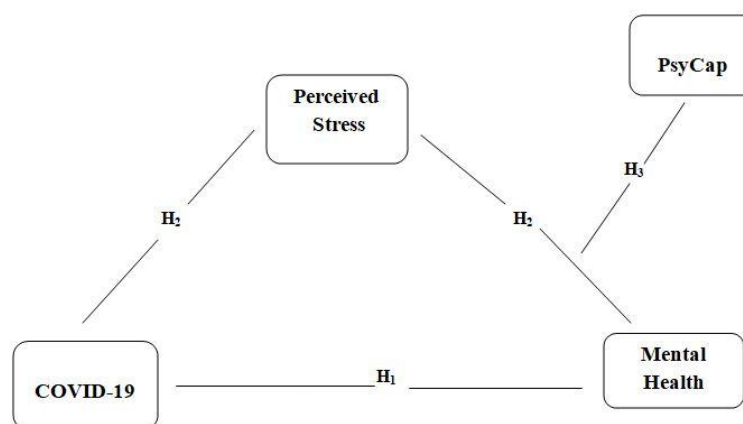 PsyCap
Perceived
Stress
H₃
H₂
H₂
Mental
Health
H₁
COVID-19